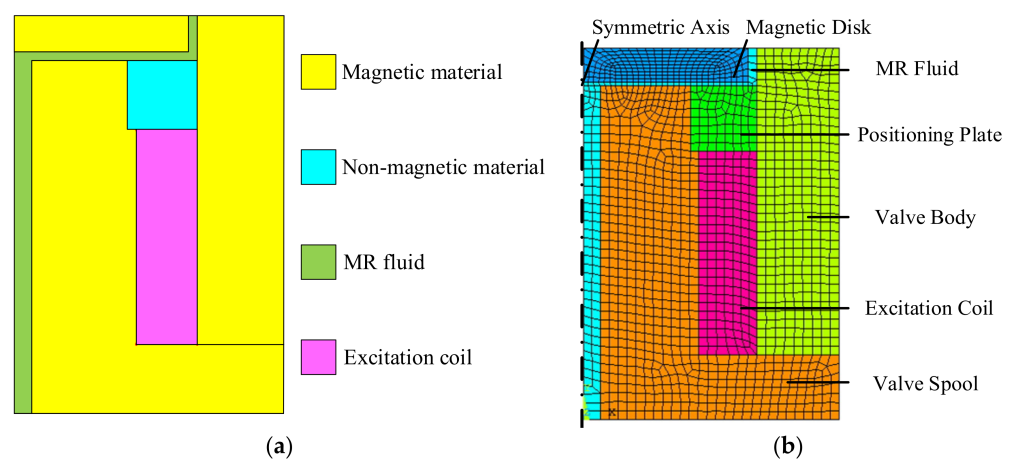 Magnetic material
Non-magnetic material
MR fluid
Excitation coil
(a)
Symmetric Axis
Magnetic Disk
MR Fluid
Positioning Plate
Valve Body
Excitation Coil
Valve Spool
X
(b)